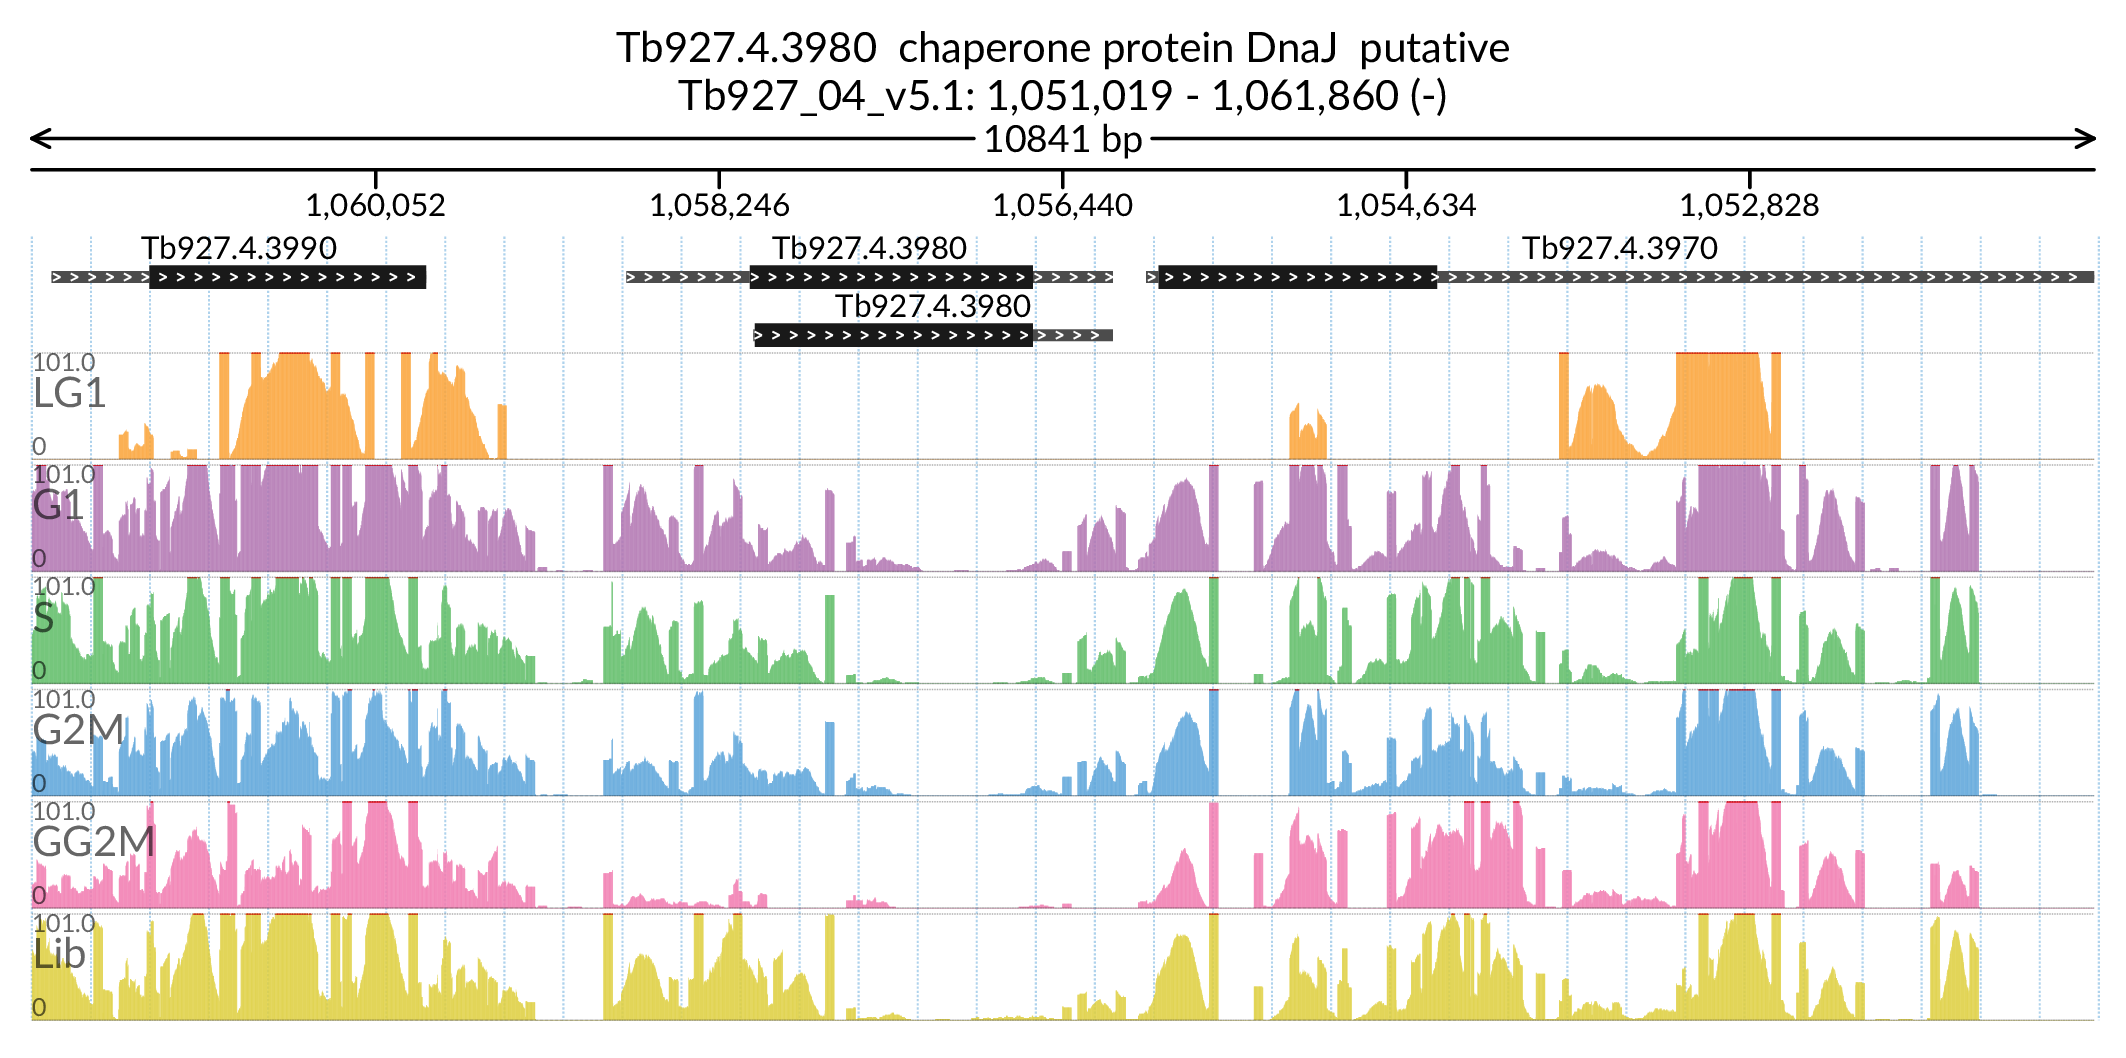 Tb927.4.3980 chaperone protein DnaJ putative
Tb927_04_v5.1: 1,051,019 - 1,061,860 (-)
10841 bp
1,060,052 1,058,246 1,056,440 1,054,634 1,052,828
Tb927.4.3990 Tb927.4.3980 Tb927.4.3970
Tb927.4.3980
101.0
LG1
0
101.0
G1
0
101.0
S
0
101.0
G2M
0
101.0
GG2M
0
101.0
Lib
0